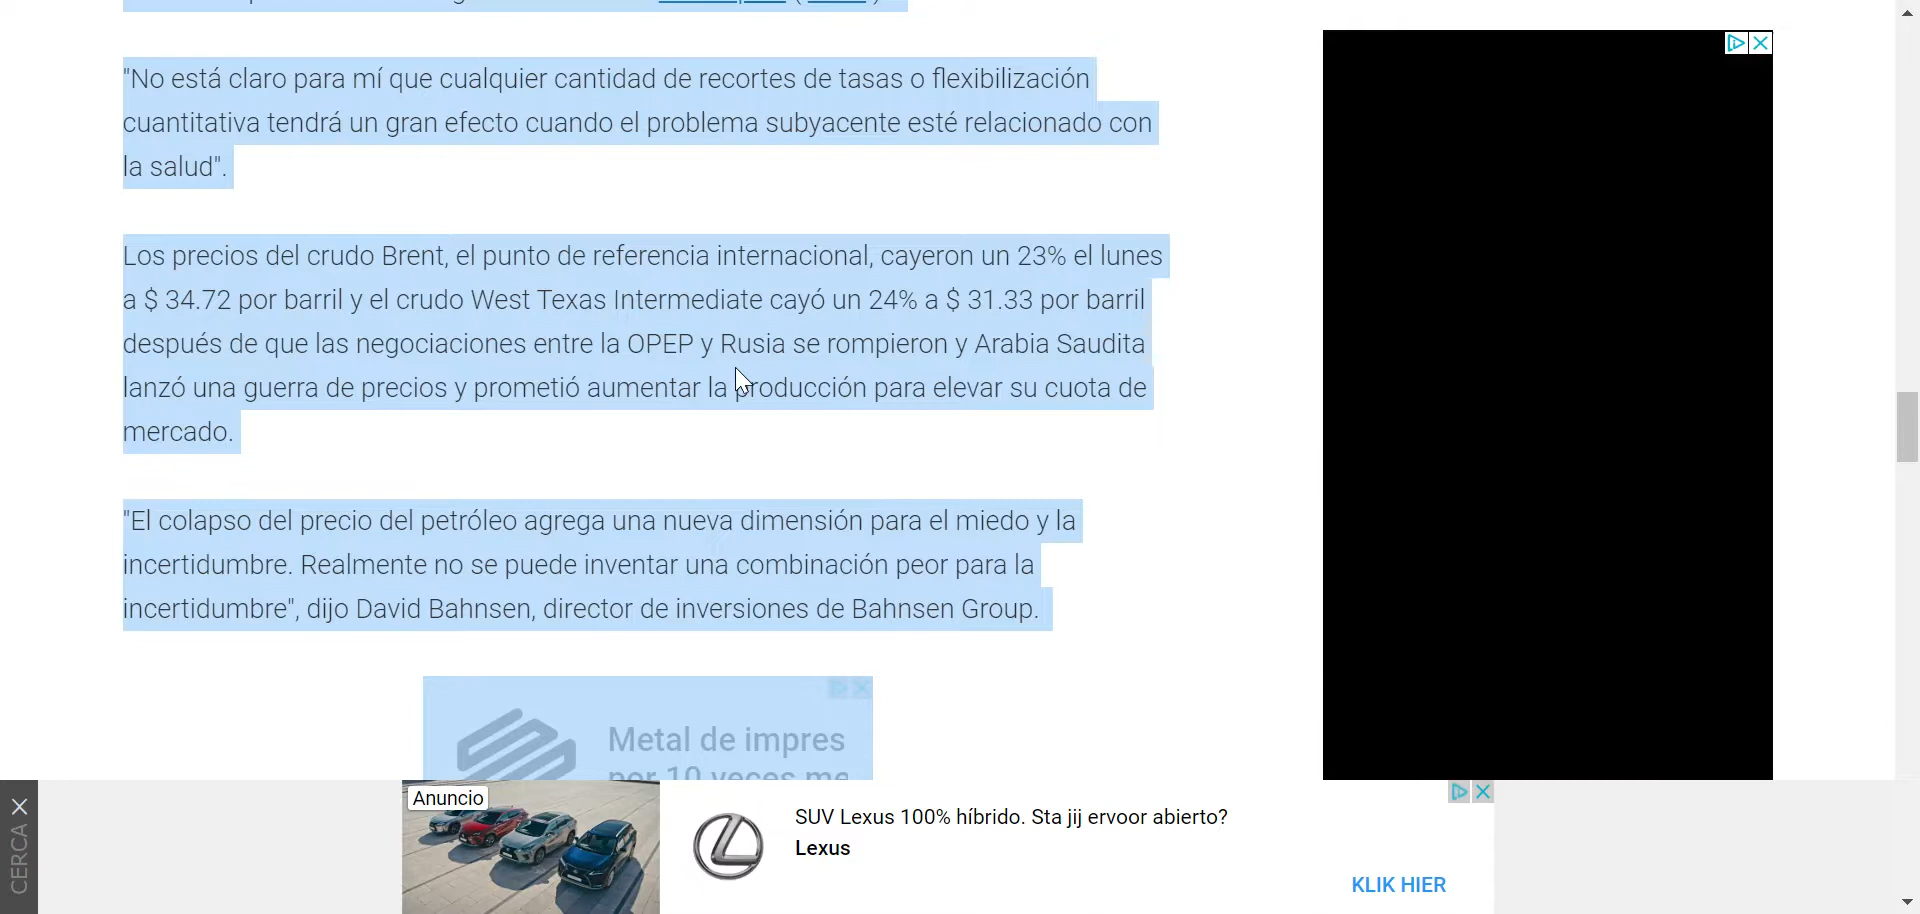 "No está claro para mí que cualquier cantidad de recortes de tasas o flexibilización
cuantitativa tendrá un gran efecto cuando el problema subyacente esté relacionado con
la salud".
Los precios del crudo Brent, el punto de referencia internacional, cayeron un 23% el lunes
a $ 34.72 por barril y el crudo West Texas Intermediate cayó un 24% a $ 31.33 por barril
después de que las negociaciones entre la OPEP y Rusia se rompieron y Arabia Saudita
lanzó una guerra de precios y prometió aumentar la producción para elevar su cuota de
mercado.
"El colapso del precio del petróleo agrega una nueva dimensión para el miedo y la
incertidumbre. Realmente no se puede inventar una combinación peor para la
incertidumbre", dijo David Bahnsen, director de inversiones de Bahnsen Group.
Metal de impres
por 10 veces me
CERCA
Anuncio
SUV Lexus 100% híbrido. Sta jij ervoor abierto?
Lexus
KLIK HIER